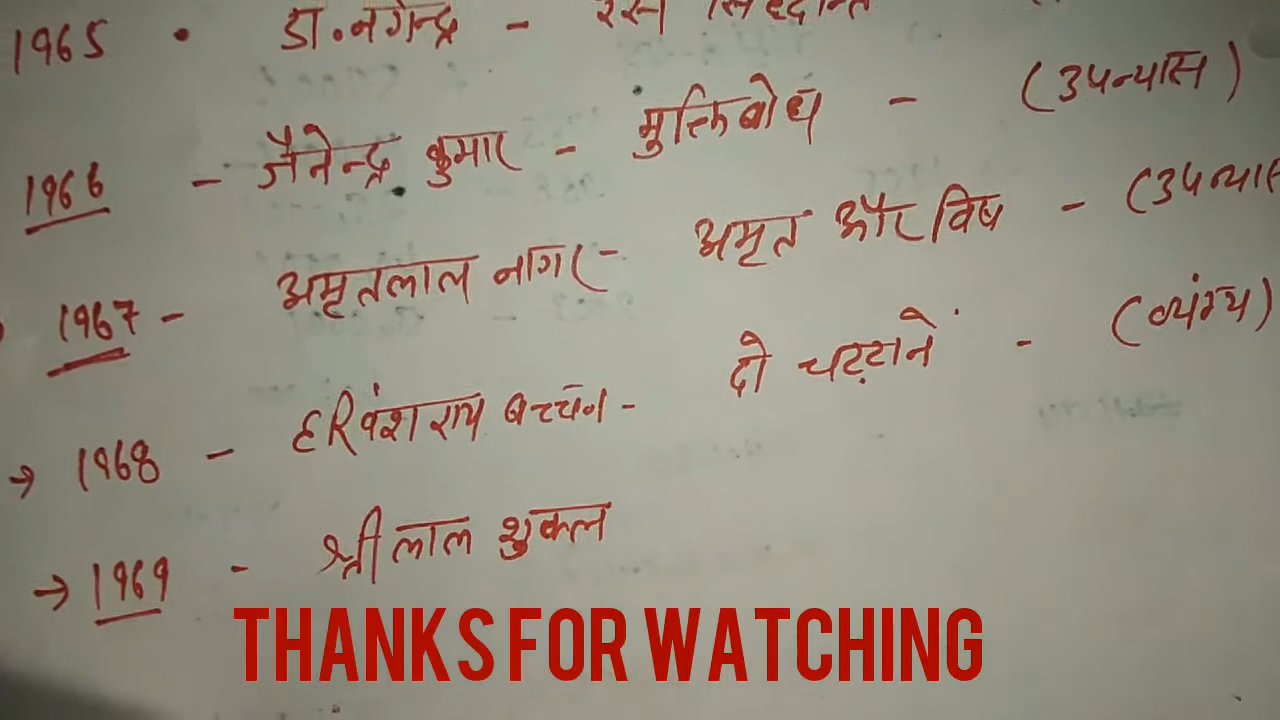 1965 • डा.नगेन्द्र - रस सिद्धान्त
1966 - जैनेन्द्र कुमार - मुक्तिबोध - (उपन्यास)
1967 - अमृतलाल नागर - अमृत और विष - (उपन्यास
→ 1968 - हरिवंशराय बच्चन - दो चट्टानें - (व्यंग्य)
→ 1969 - श्रीलाल शुक्ल
THANKS FOR WATCHING